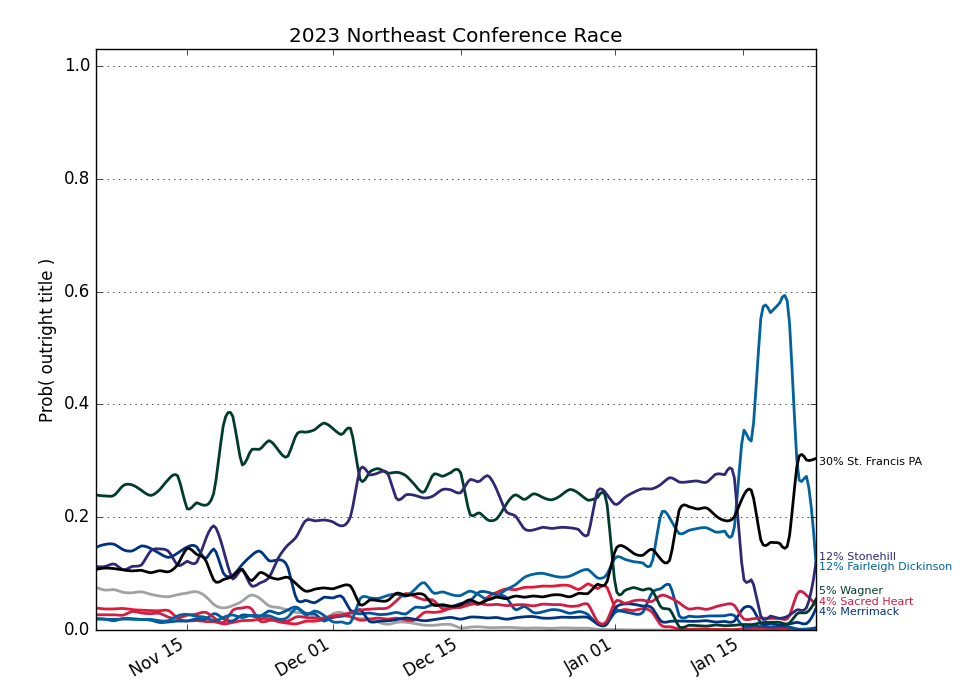 2023 Northeast Conference Race
Prob( outright title )
1.0
0.8
0.6
0.4
0.2
0.0
30% St. Francis PA
12% Stonehill
12% Fairleigh Dickinson
5% Wagner
4% Sacred Heart
4% Merrimack
Nov 15
Dec 01
Dec 15
Jan 01
Jan 15